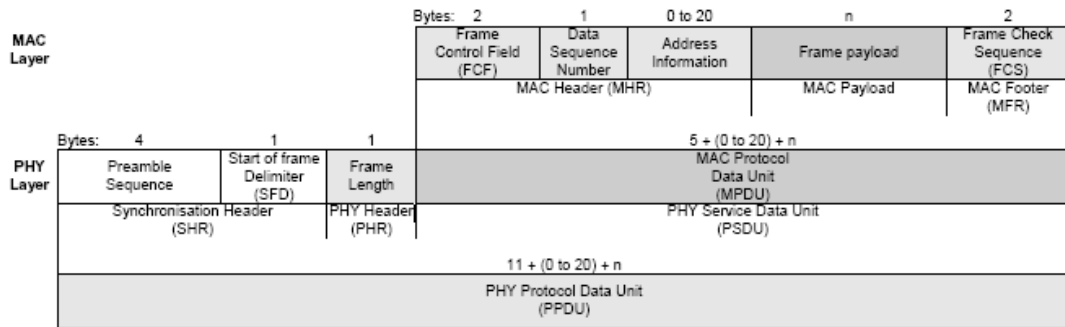 Bytes: 2 1 0 to 20 n 2
MAC
Layer
Frame
Control Field
(FCF)
Data
Sequence
Number
Address
Information
Frame payload
Frame Check
Sequence
(FCS)
MAC Header (MHR)
MAC Payload
MAC Footer
(MFR)
Bytes: 4 1 1 5 + (0 to 20) + n
PHY
Layer
Preamble
Sequence
Start of frame
Delimiter
(SFD)
Frame
Length
MAC Protocol
Data Unit
(MPDU)
Synchronisation Header
(SHR)
PHY Header
(PHR)
PHY Service Data Unit
(PSDU)
11 + (0 to 20) + n
PHY Protocol Data Unit
(PPDU)